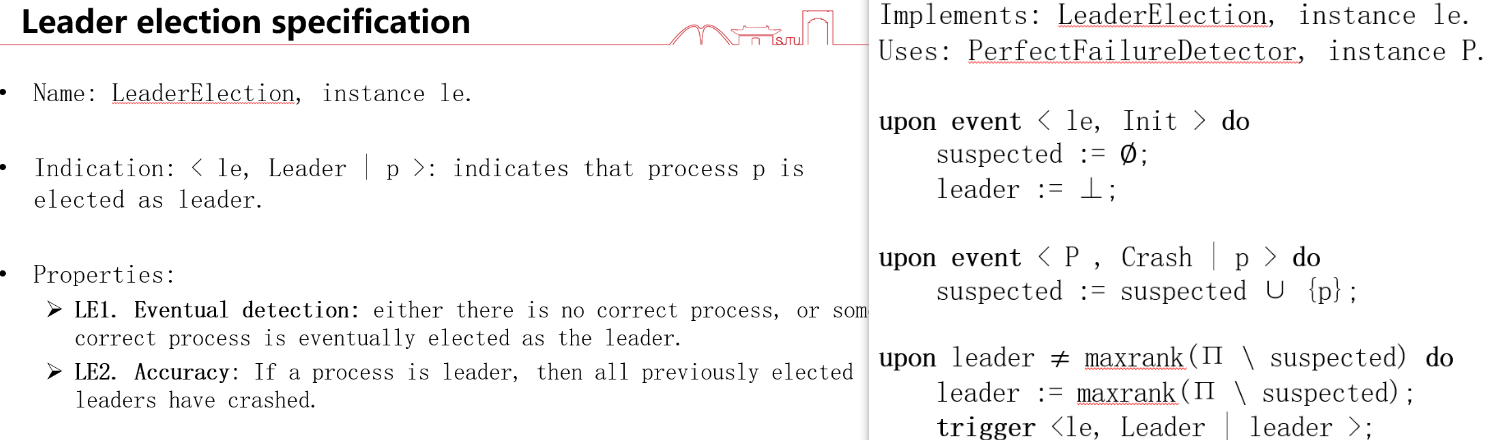 Leader election specification
SJTU
• Name: LeaderElection, instance le.
• Indication: < le, Leader | p >: indicates that process p is
elected as leader.
• Properties:
➢ LE1. Eventual detection: either there is no correct process, or som
correct process is eventually elected as the leader.
➢ LE2. Accuracy: If a process is leader, then all previously elected
leaders have crashed.
Implements: LeaderElection, instance le.
Uses: PerfectFailureDetector, instance P.
upon event < le, Init > do
suspected := Ø;
leader := ⊥;
upon event < P , Crash | p > do
suspected := suspected ∪ {p};
upon leader ≠ maxrank(Π \ suspected) do
leader := maxrank(Π \ suspected);
trigger <le, Leader | leader >;